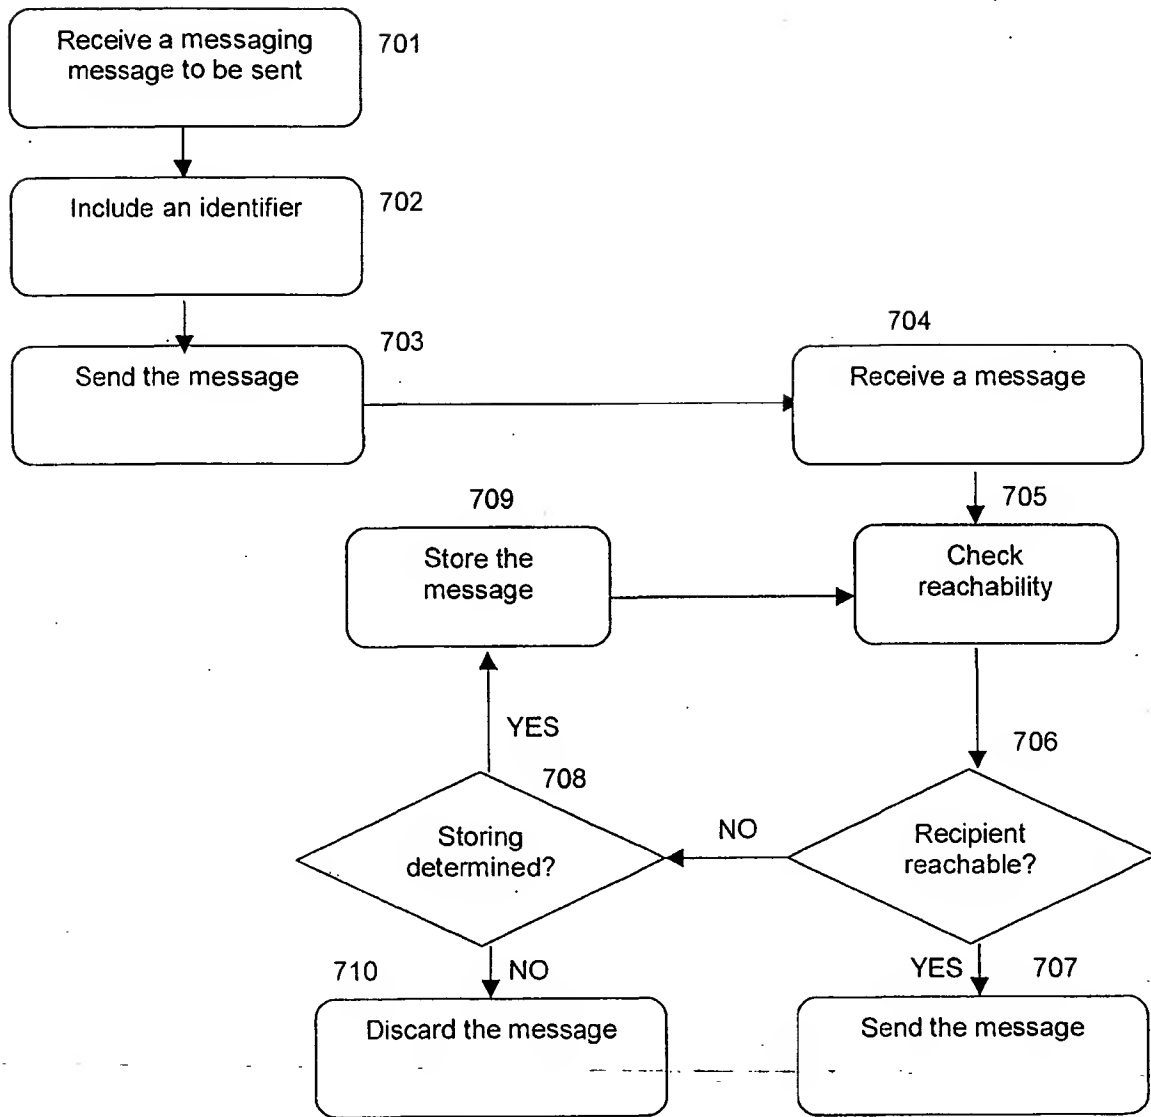 Receive a messaging
message to be sent
701
Include an identifier
702
Send the message
703
704
Receive a message
705
Check
reachability
709
Store the
message
YES
706
708
Storing
determined?
NO
Recipient
reachable?
710
NO
Discard the message
YES
707
Send the message